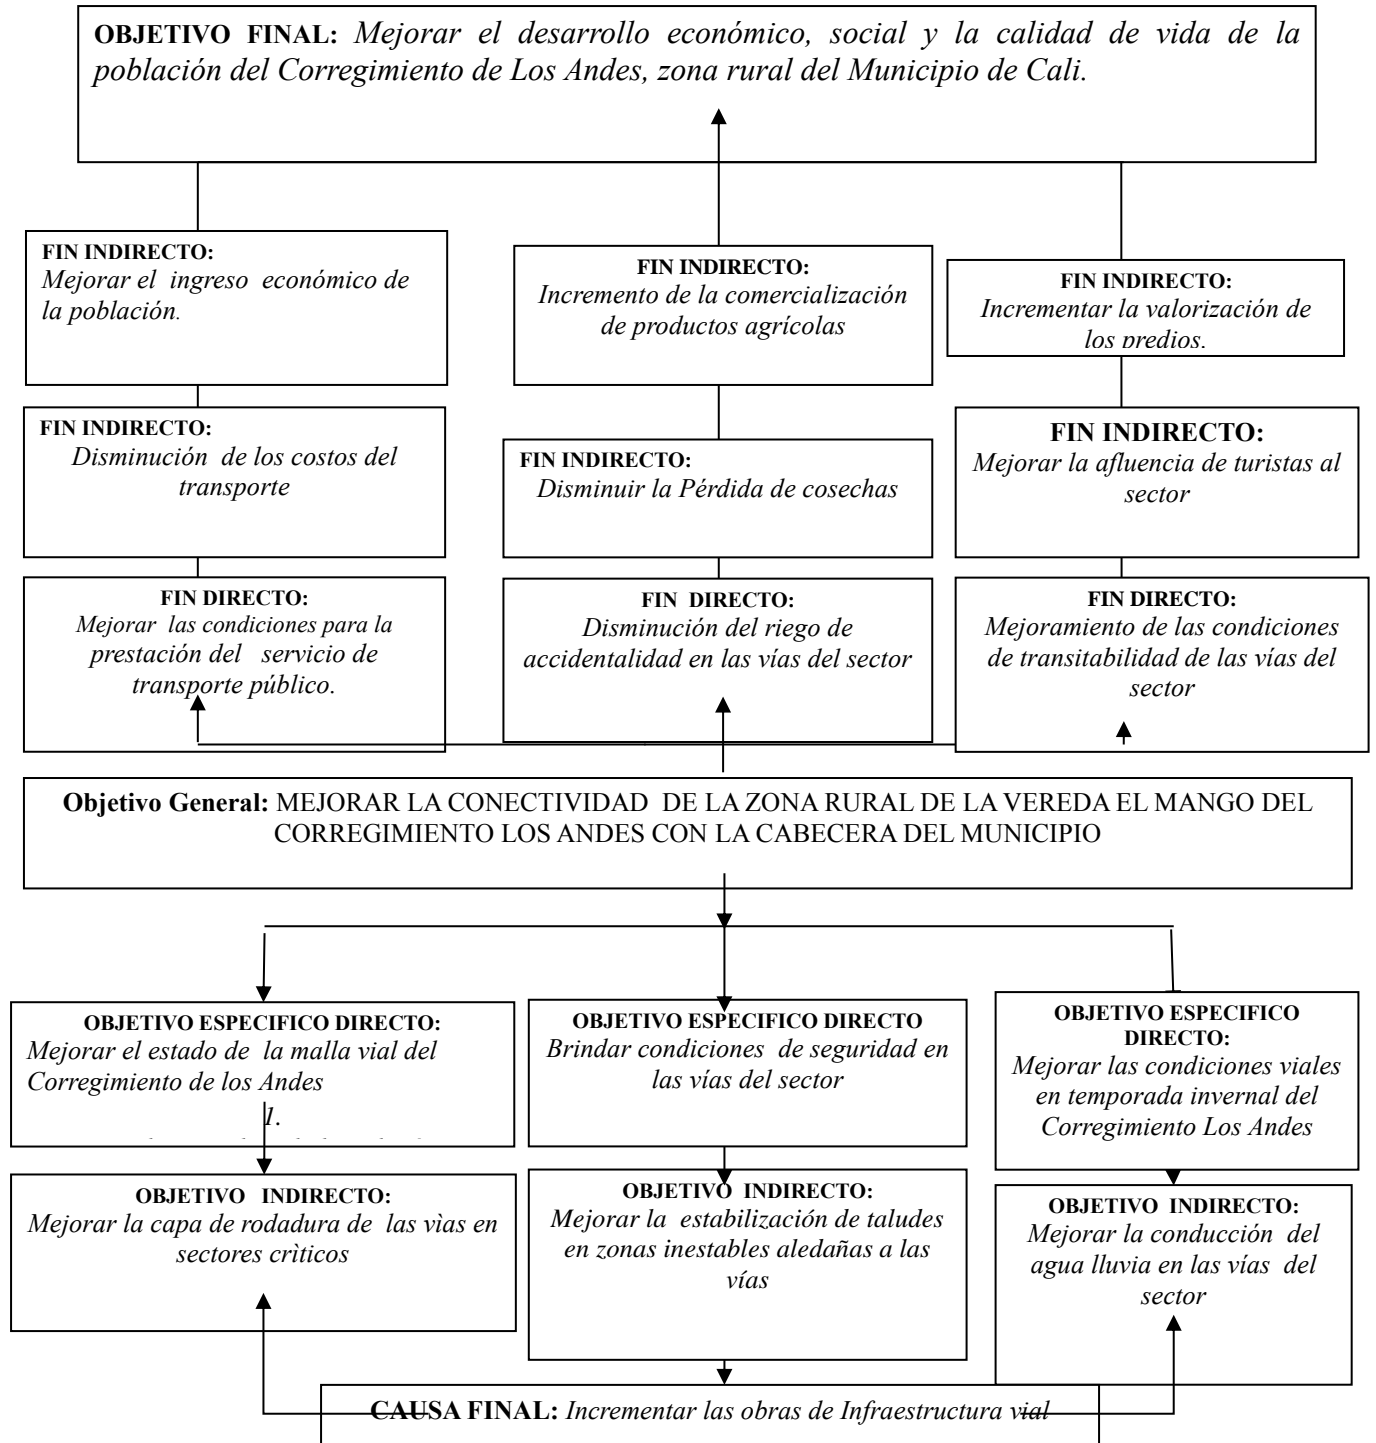 OBJETIVO FINAL: Mejorar el desarrollo económico, social y la calidad de vida de la
población del Corregimiento de Los Andes, zona rural del Municipio de Cali.
FIN INDIRECTO:
Mejorar el ingreso económico de
la población.
FIN INDIRECTO:
Incremento de la comercialización
de productos agrícolas
FIN INDIRECTO:
Incrementar la valorización de
los predios.
FIN INDIRECTO:
Disminución de los costos del
transporte
FIN INDIRECTO:
Disminuir la Pérdida de cosechas
FIN INDIRECTO:
Mejorar la afluencia de turistas al
sector
FIN DIRECTO:
Mejorar las condiciones para la
prestación del servicio de
transporte público.
FIN DIRECTO:
Disminución del riego de
accidentalidad en las vías del sector
FIN DIRECTO:
Mejoramiento de las condiciones
de transitabilidad de las vías del
sector
Objetivo General: MEJORAR LA CONECTIVIDAD DE LA ZONA RURAL DE LA VEREDA EL MANGO DEL
CORREGIMIENTO LOS ANDES CON LA CABECERA DEL MUNICIPIO
OBJETIVO ESPECIFICO DIRECTO:
Mejorar el estado de la malla vial del
Corregimiento de los Andes
1.
OBJETIVO ESPECIFICO DIRECTO
Brindar condiciones de seguridad en
las vías del sector
OBJETIVO ESPECIFICO
DIRECTO:
Mejorar las condiciones viales
en temporada invernal del
Corregimiento Los Andes
OBJETIVO INDIRECTO:
Mejorar la capa de rodadura de las vìas en
sectores crìticos
OBJETIVO INDIRECTO:
Mejorar la estabilización de taludes
en zonas inestables aledañas a las
vías
OBJETIVO INDIRECTO:
Mejorar la conducción del
agua lluvia en las vías del
sector
CAUSA FINAL: Incrementar las obras de Infraestructura vial